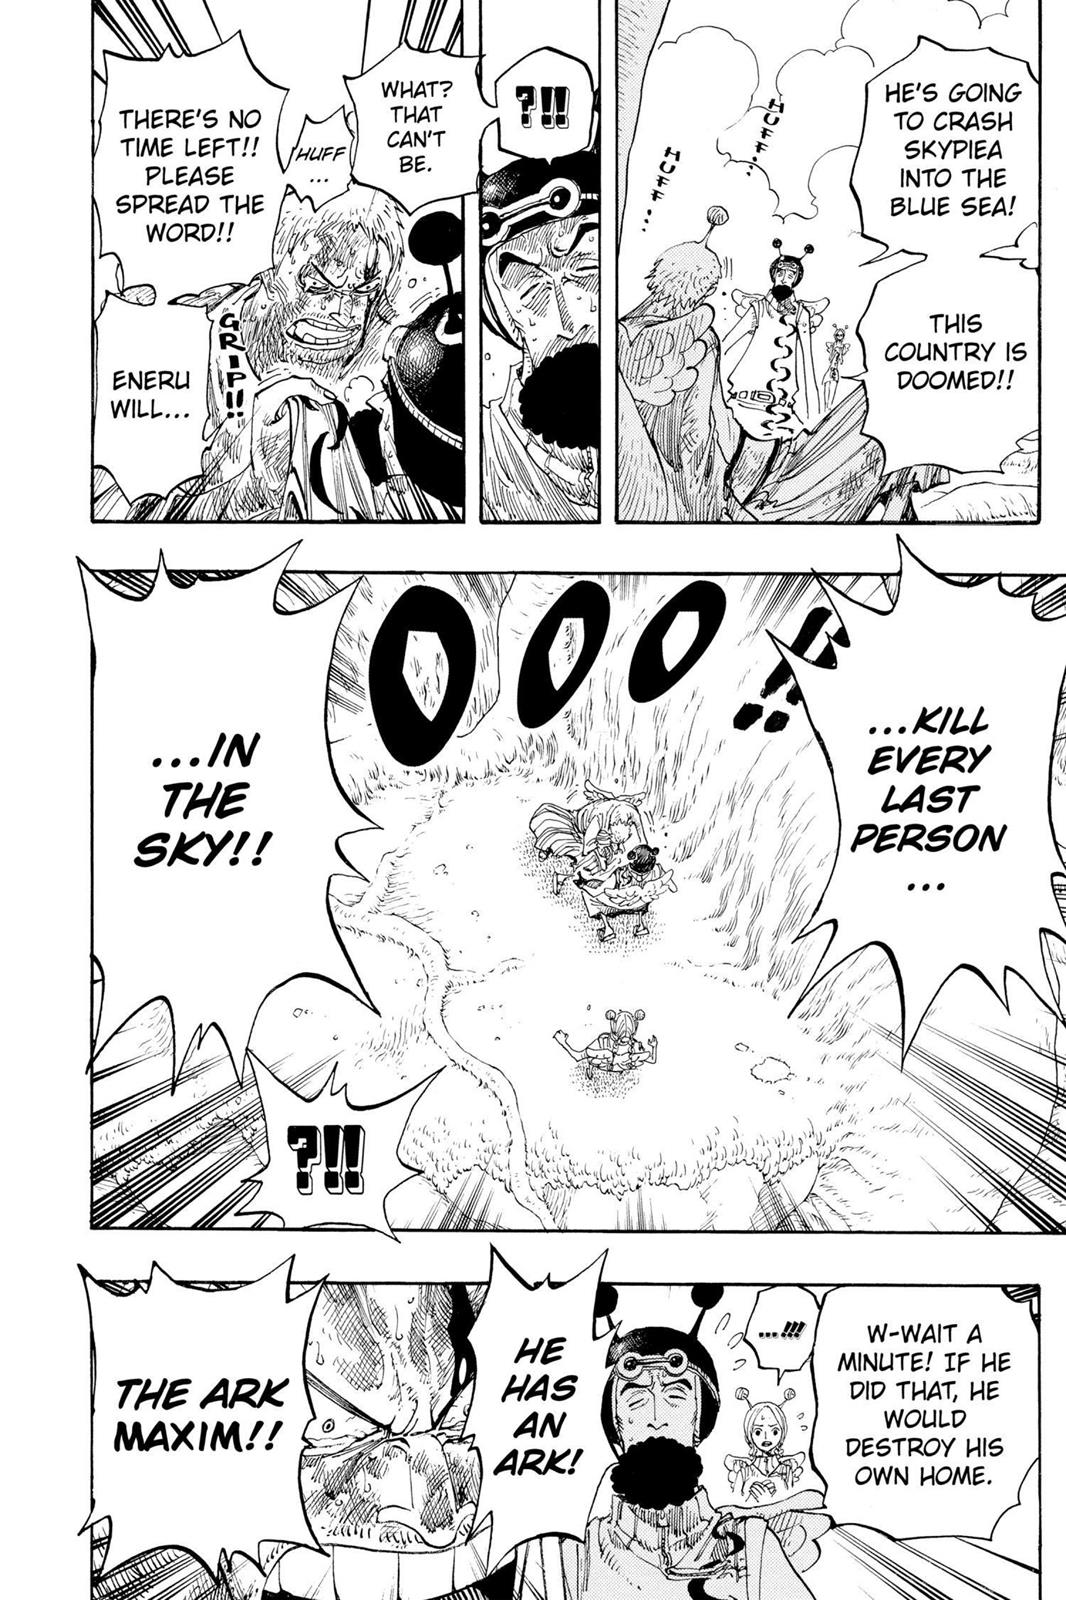 HE'S GOING
TO CRASH
SKYPIEA
INTO THE
BLUE SEA!
HUFF...
HUFF...
THIS
COUNTRY IS
DOOMED!!
?!!
WHAT?
THAT
CAN'T
BE.
HUFF
...
THERE'S NO
TIME LEFT!!
PLEASE
SPREAD THE
WORD!!
GRIP!!
ENERU
WILL...
...KILL
EVERY
LAST
PERSON
...
OOO!!
...IN
THE
SKY!!
?!!
W-WAIT A
MINUTE! IF HE
DID THAT, HE
WOULD
DESTROY HIS
OWN HOME.
...!!!
HE
HAS
AN
ARK!
THE ARK
MAXIM!!